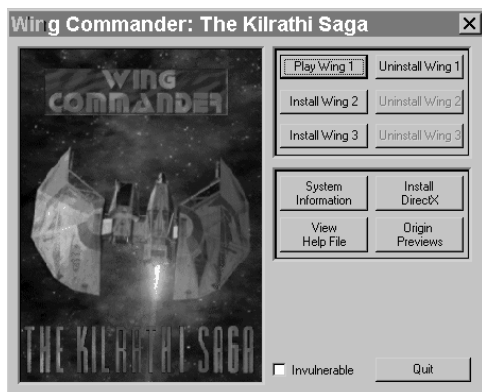 Wing Commander: The Kilrathi Saga
WING
COMMANDER
THE KILRATHI SAGA
Play Wing 1
Uninstall Wing 1
Install Wing 2
Uninstall Wing 2
Install Wing 3
Uninstall Wing 3
System
Information
Install
DirectX
View
Help File
Origin
Previews
Invulnerable
Quit